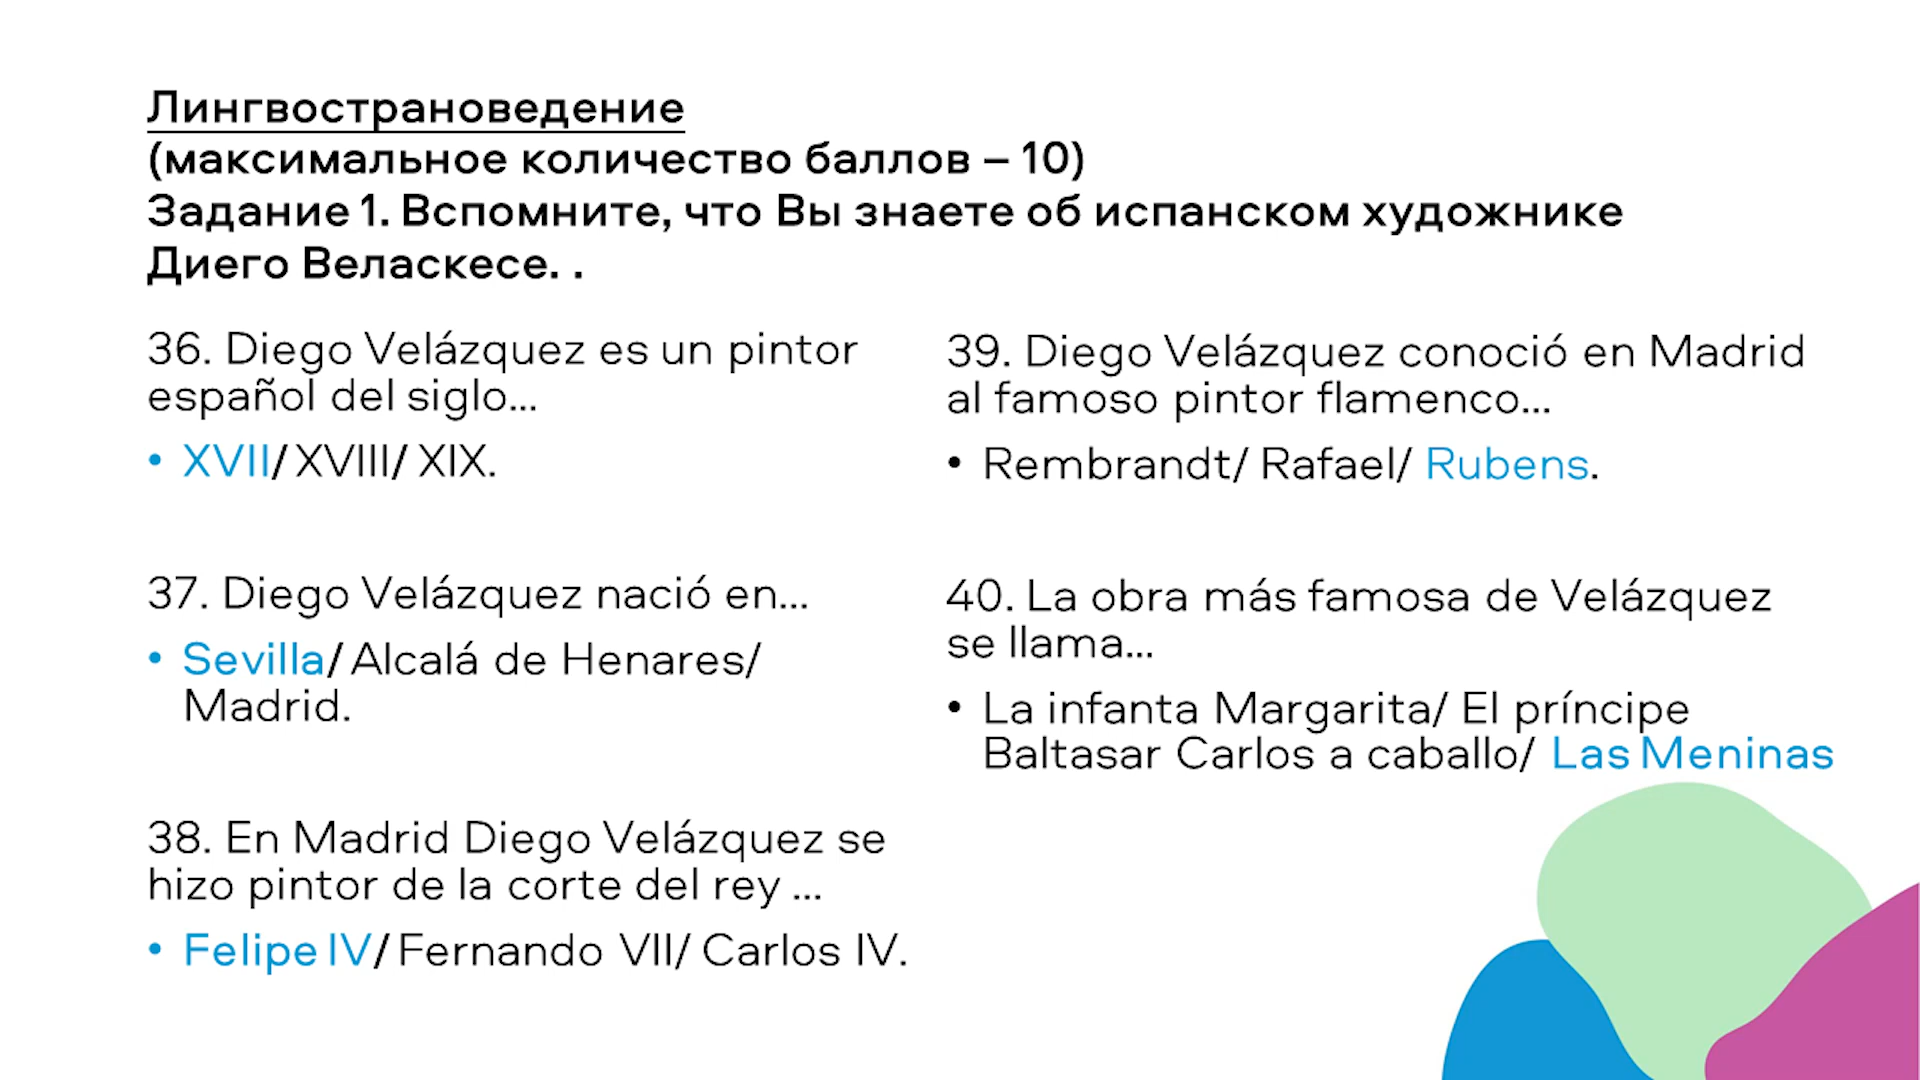 Лингвострановедение
(максимальное количество баллов – 10)
Задание 1. Вспомните, что Вы знаете об испанском художнике
Диего Веласкесе. .
36. Diego Velázquez es un pintor
español del siglo...
• XVII/ XVIII/ XIX.
37. Diego Velázquez nació en...
• Sevilla/ Alcalá de Henares/
Madrid.
38. En Madrid Diego Velázquez se
hizo pintor de la corte del rey ...
• Felipe IV/ Fernando VII/ Carlos IV.
39. Diego Velázquez conoció en Madrid
al famoso pintor flamenco...
• Rembrandt/ Rafael/ Rubens.
40. La obra más famosa de Velázquez
se llama...
• La infanta Margarita/ El príncipe
Baltasar Carlos a caballo/ Las Meninas